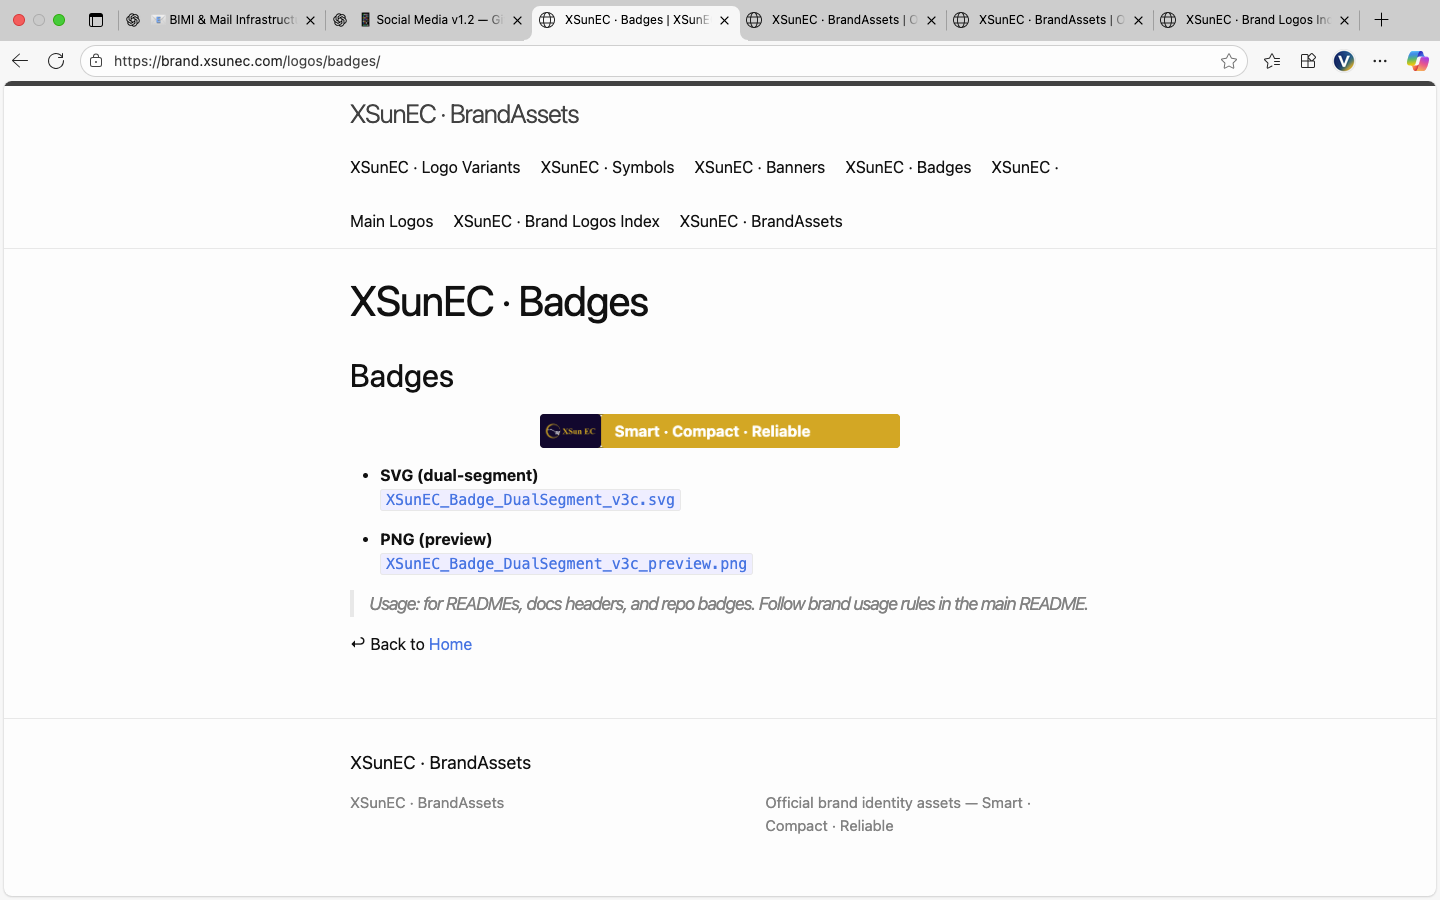 BIMI & Mail Infrastruct
Social Media v1.2 — Gi
XSunEC · Badges | XSunE
XSunEC · BrandAssets | O
XSunEC · BrandAssets | O
XSunEC · Brand Logos Ind
https://brand.xsunec.com/logos/badges/
V
XSunEC · BrandAssets
XSunEC · Logo Variants XSunEC · Symbols XSunEC · Banners XSunEC · Badges XSunEC ·
Main Logos XSunEC · Brand Logos Index XSunEC · BrandAssets
XSunEC · Badges
Badges
XSun EC Smart · Compact · Reliable
• SVG (dual-segment)
XSunEC_Badge_DualSegment_v3c.svg
• PNG (preview)
XSunEC_Badge_DualSegment_v3c_preview.png
Usage: for READMEs, docs headers, and repo badges. Follow brand usage rules in the main README.
↩ Back to Home
XSunEC · BrandAssets
XSunEC · BrandAssets
Official brand identity assets — Smart ·
Compact · Reliable